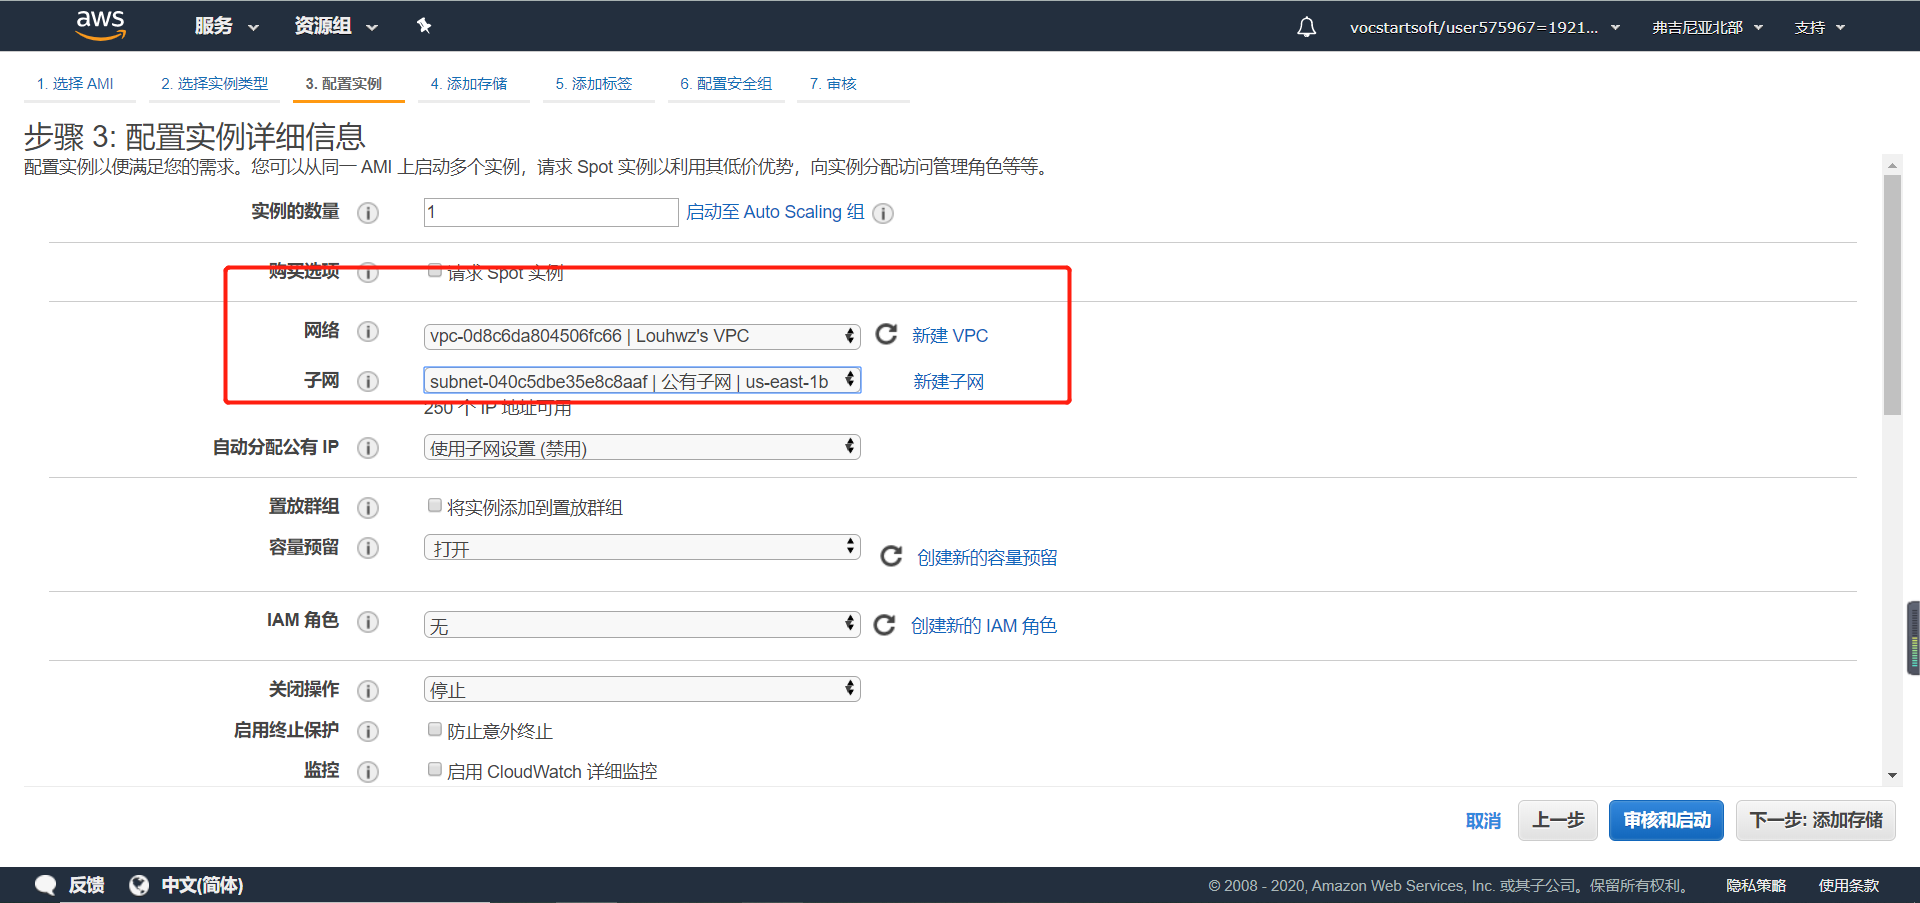 aws 服务 资源组 vocstartsoft/user575967=1921... 弗吉尼亚北部 支持
1. 选择 AMI 2. 选择实例类型 3. 配置实例 4. 添加存储 5. 添加标签 6. 配置安全组 7. 审核
步骤 3: 配置实例详细信息
配置实例以便满足您的需求。您可以从同一 AMI 上启动多个实例，请求 Spot 实例以利用其低价优势，向实例分配访问管理角色等等。
实例的数量 1 启动至 Auto Scaling 组
购买选项 请求 Spot 实例
网络 vpc-0d8c6da804506fc66 | Louhwz's VPC 新建 VPC
子网 subnet-040c5dbe35e8c8aaf | 公有子网 | us-east-1b 新建子网
250 个 IP 地址可用
自动分配公有 IP 使用子网设置 (禁用)
置放群组 将实例添加到置放群组
容量预留 打开 创建新的容量预留
IAM 角色 无 创建新的 IAM 角色
关闭操作 停止
启用终止保护 防止意外终止
监控 启用 CloudWatch 详细监控
取消 上一步 审核和启动 下一步: 添加存储
反馈 中文(简体) © 2008 - 2020, Amazon Web Services, Inc. 或其子公司。保留所有权利。 隐私策略 使用条款